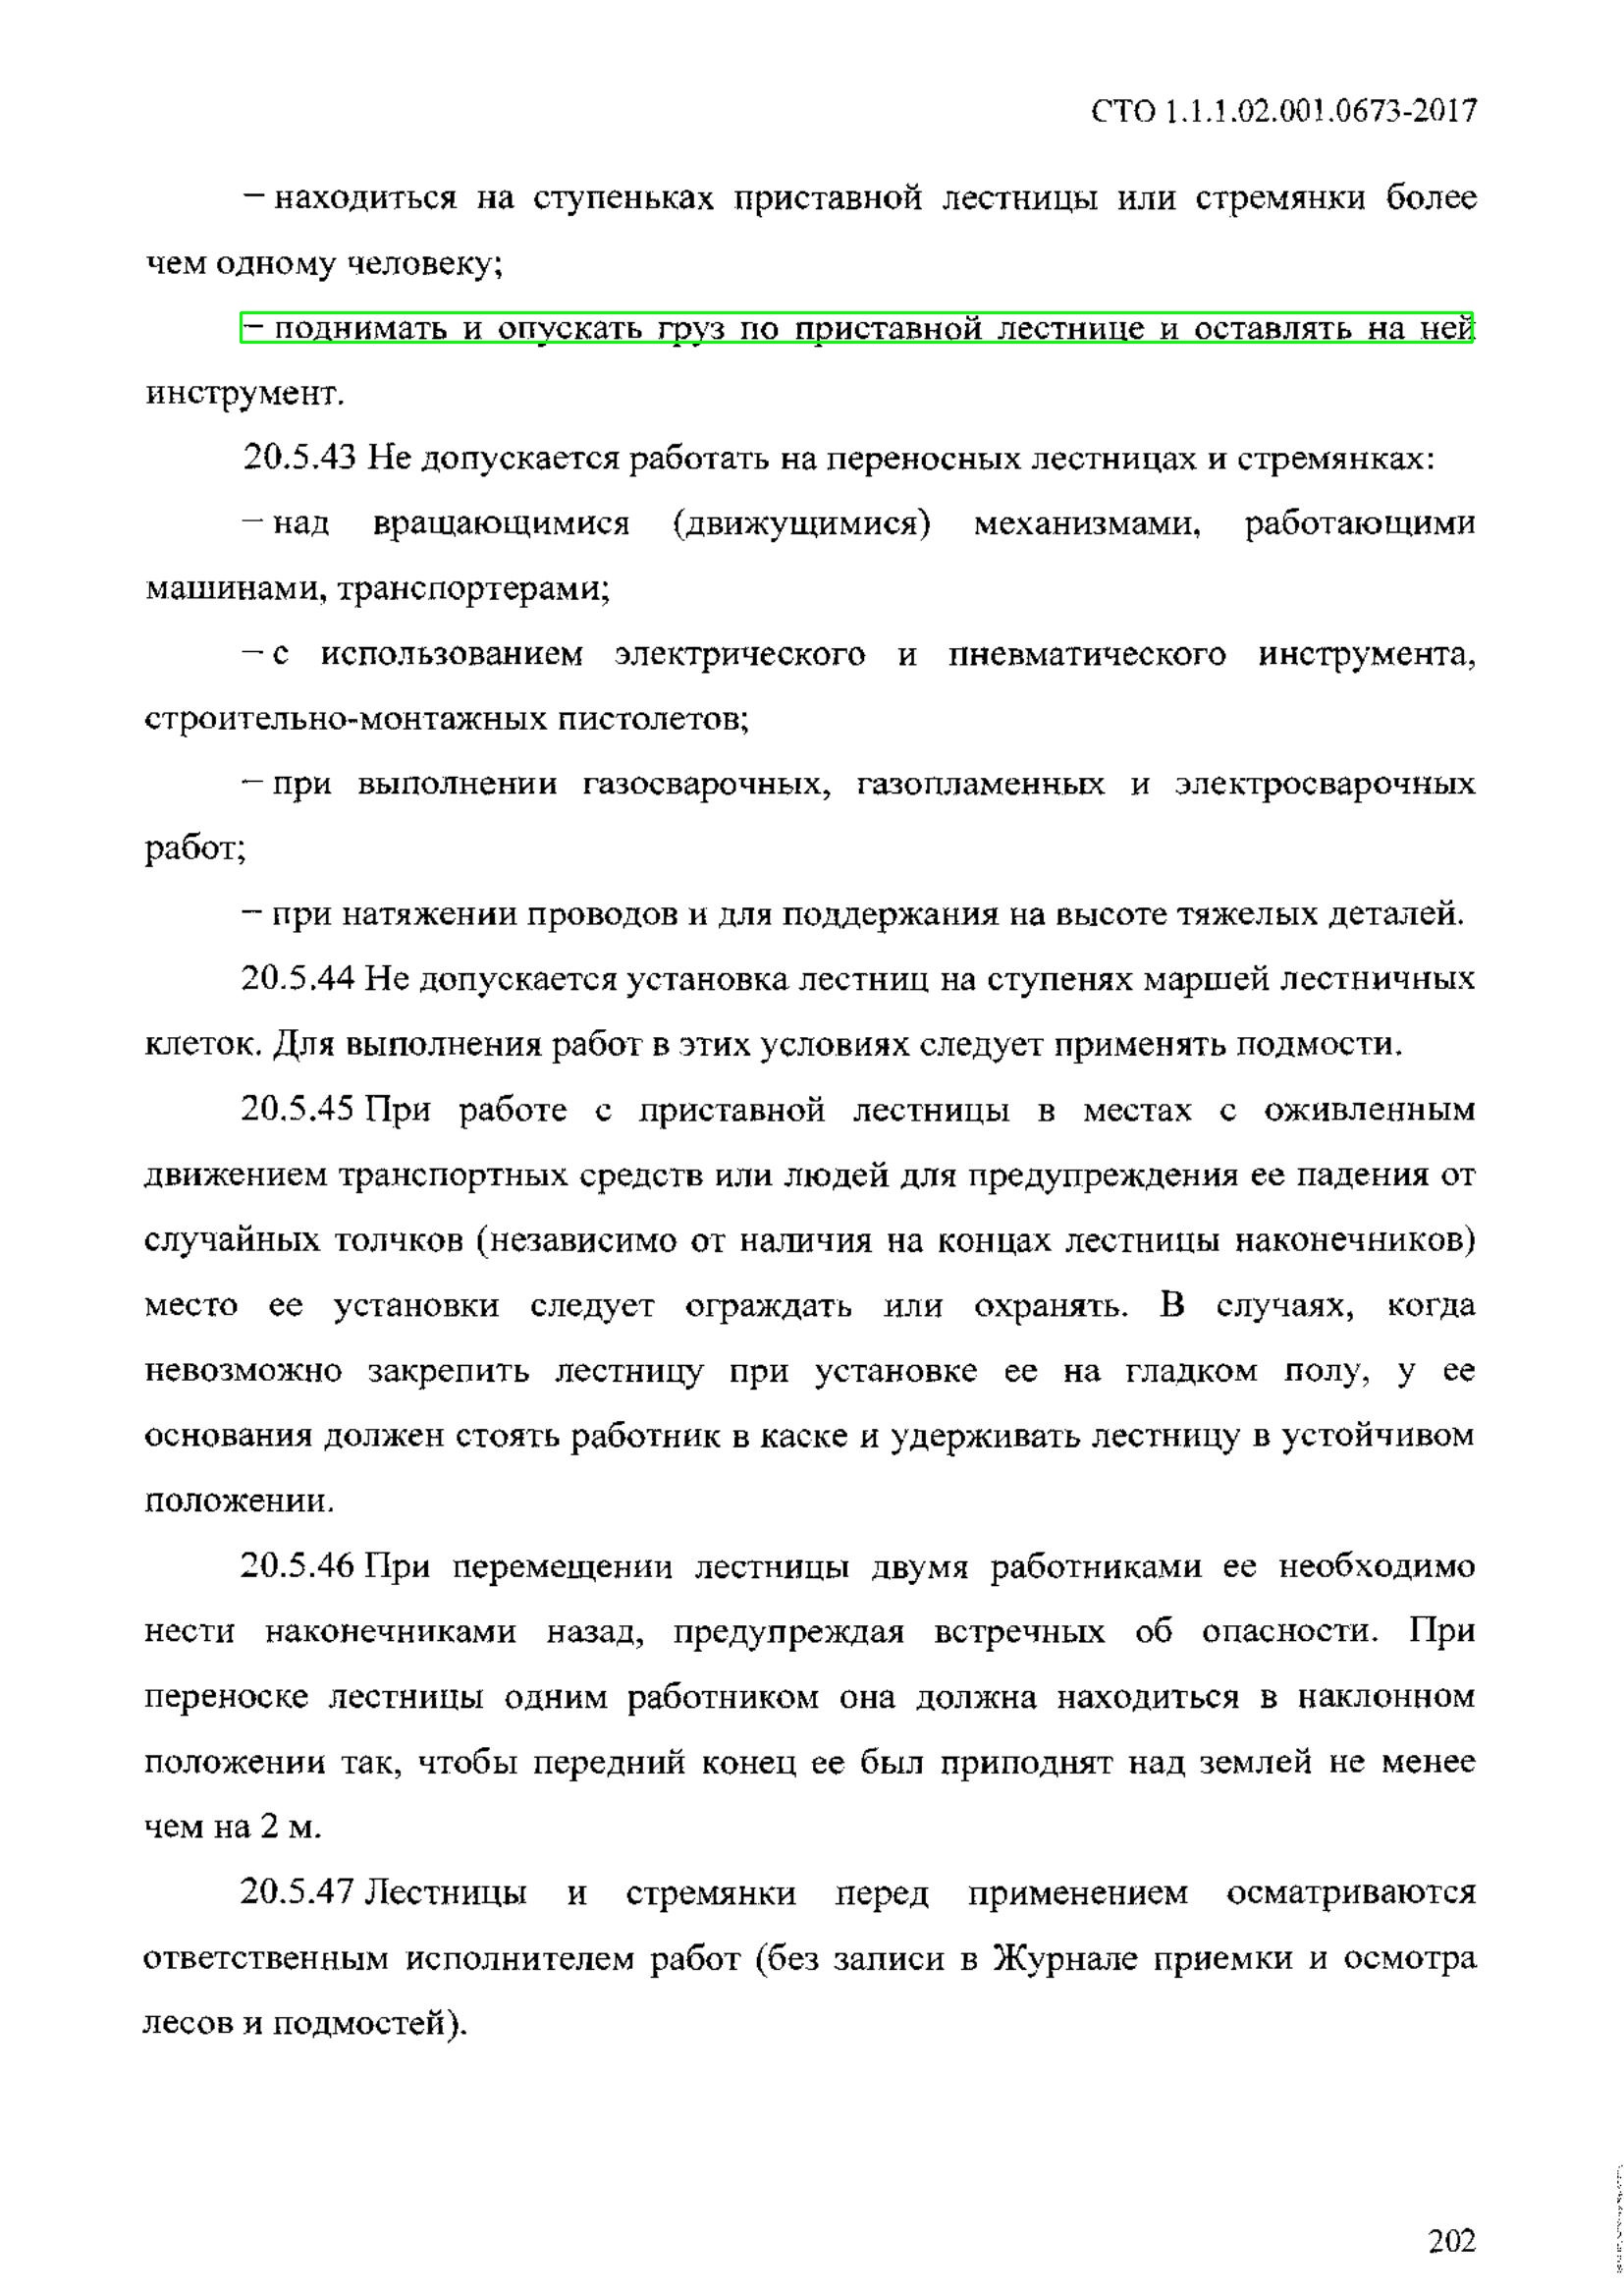 СТО 1.1.1.02.001.0673-2017
– находиться на ступеньках приставной лестницы или стремянки более
чем одному человеку;
– поднимать и опускать груз по приставной лестнице и оставлять на ней
инструмент.
20.5.43 Не допускается работать на переносных лестницах и стремянках:
– над вращающимися (движущимися) механизмами, работающими
машинами, транспортерами;
– с использованием электрического и пневматического инструмента,
строительно-монтажных пистолетов;
– при выполнении газосварочных, газопламенных и электросварочных
работ;
– при натяжении проводов и для поддержания на высоте тяжелых деталей.
20.5.44 Не допускается установка лестниц на ступенях маршей лестничных
клеток. Для выполнения работ в этих условиях следует применять подмости.
20.5.45 При работе с приставной лестницы в местах с оживленным
движением транспортных средств или людей для предупреждения ее падения от
случайных толчков (независимо от наличия на концах лестницы наконечников)
место ее установки следует ограждать или охранять. В случаях, когда
невозможно закрепить лестницу при установке ее на гладком полу, у ее
основания должен стоять работник в каске и удерживать лестницу в устойчивом
положении.
20.5.46 При перемещении лестницы двумя работниками ее необходимо
нести наконечниками назад, предупреждая встречных об опасности. При
переноске лестницы одним работником она должна находиться в наклонном
положении так, чтобы передний конец ее был приподнят над землей не менее
чем на 2 м.
20.5.47 Лестницы и стремянки перед применением осматриваются
ответственным исполнителем работ (без записи в Журнале приемки и осмотра
лесов и подмостей).
202